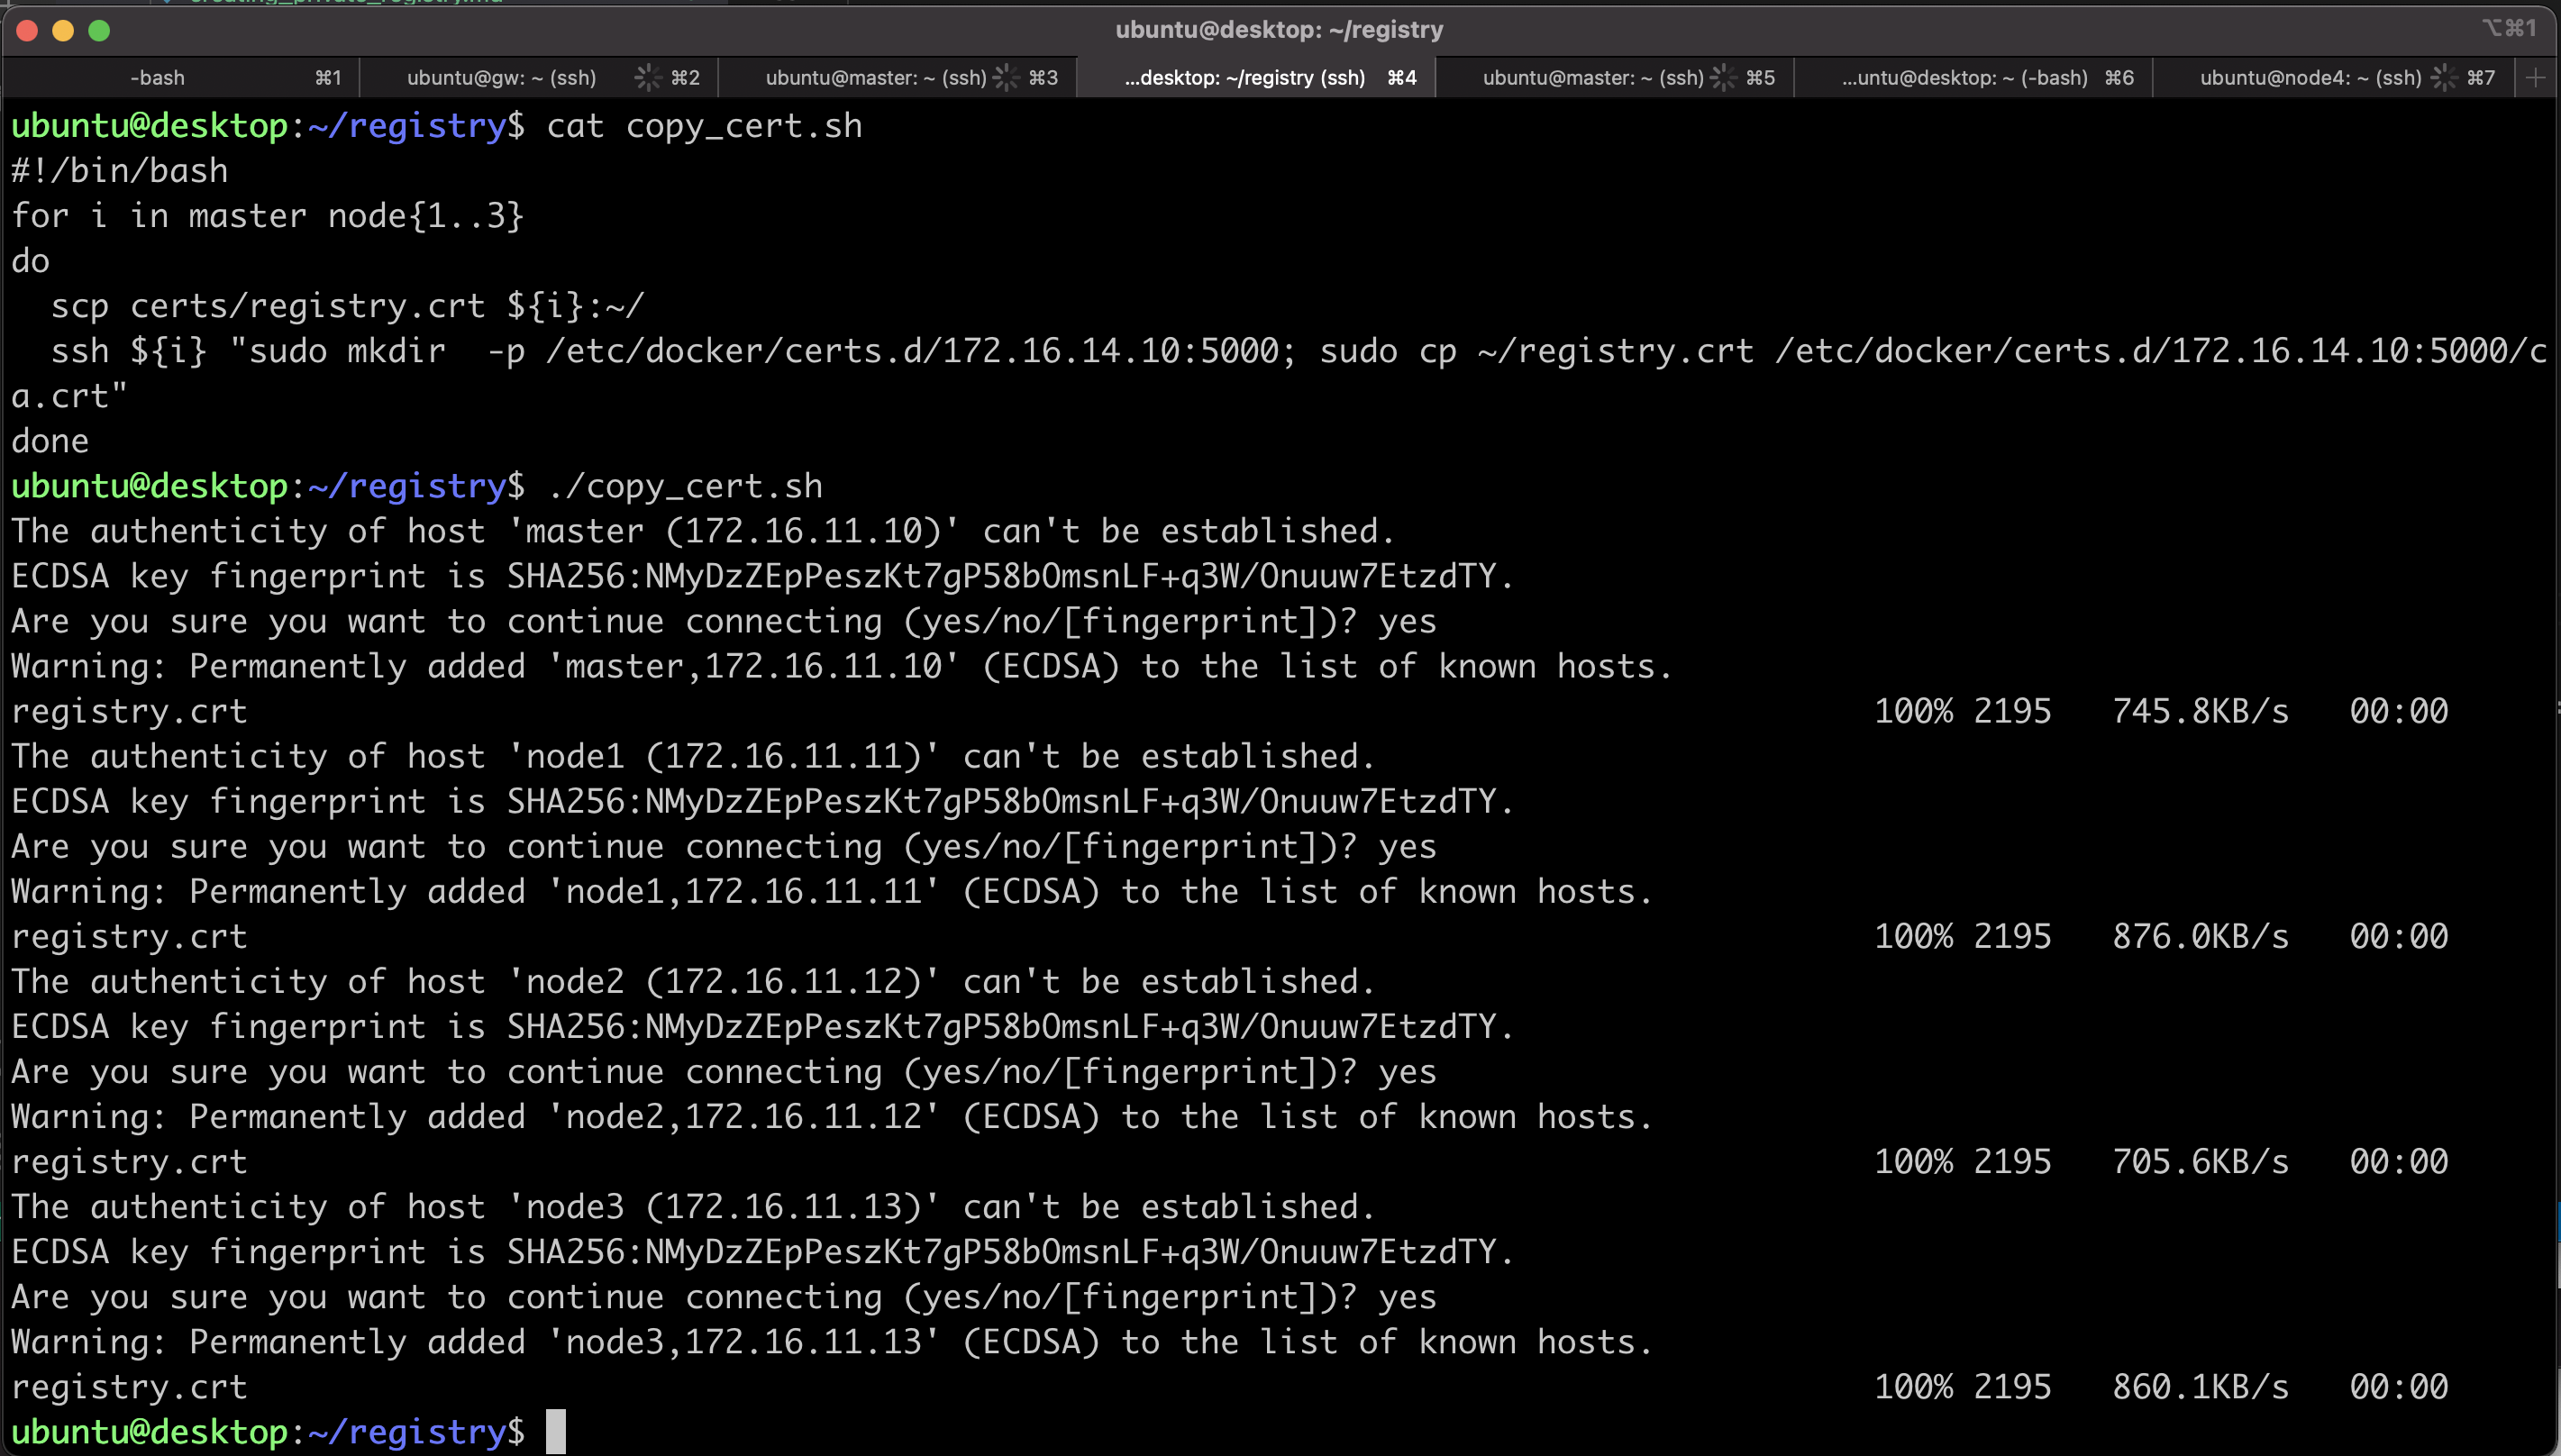 creating_private_registry.md
ubuntu@desktop: ~/registry
⌥⌘1
-bash ⌘1
ubuntu@gw: ~ (ssh) ⌘2
ubuntu@master: ~ (ssh) ⌘3
...desktop: ~/registry (ssh) ⌘4
ubuntu@master: ~ (ssh) ⌘5
...untu@desktop: ~ (-bash) ⌘6
ubuntu@node4: ~ (ssh) ⌘7
ubuntu@desktop:~/registry$ cat copy_cert.sh
#!/bin/bash
for i in master node{1..3}
do
  scp certs/registry.crt ${i}:~/
  ssh ${i} "sudo mkdir  -p /etc/docker/certs.d/172.16.14.10:5000; sudo cp ~/registry.crt /etc/docker/certs.d/172.16.14.10:5000/c
a.crt"
done
ubuntu@desktop:~/registry$ ./copy_cert.sh
The authenticity of host 'master (172.16.11.10)' can't be established.
ECDSA key fingerprint is SHA256:NMyDzZEpPeszKt7gP58bOmsnLF+q3W/Onuuw7EtzdTY.
Are you sure you want to continue connecting (yes/no/[fingerprint])? yes
Warning: Permanently added 'master,172.16.11.10' (ECDSA) to the list of known hosts.
registry.crt 100% 2195 745.8KB/s 00:00
The authenticity of host 'node1 (172.16.11.11)' can't be established.
ECDSA key fingerprint is SHA256:NMyDzZEpPeszKt7gP58bOmsnLF+q3W/Onuuw7EtzdTY.
Are you sure you want to continue connecting (yes/no/[fingerprint])? yes
Warning: Permanently added 'node1,172.16.11.11' (ECDSA) to the list of known hosts.
registry.crt 100% 2195 876.0KB/s 00:00
The authenticity of host 'node2 (172.16.11.12)' can't be established.
ECDSA key fingerprint is SHA256:NMyDzZEpPeszKt7gP58bOmsnLF+q3W/Onuuw7EtzdTY.
Are you sure you want to continue connecting (yes/no/[fingerprint])? yes
Warning: Permanently added 'node2,172.16.11.12' (ECDSA) to the list of known hosts.
registry.crt 100% 2195 705.6KB/s 00:00
The authenticity of host 'node3 (172.16.11.13)' can't be established.
ECDSA key fingerprint is SHA256:NMyDzZEpPeszKt7gP58bOmsnLF+q3W/Onuuw7EtzdTY.
Are you sure you want to continue connecting (yes/no/[fingerprint])? yes
Warning: Permanently added 'node3,172.16.11.13' (ECDSA) to the list of known hosts.
registry.crt 100% 2195 860.1KB/s 00:00
ubuntu@desktop:~/registry$